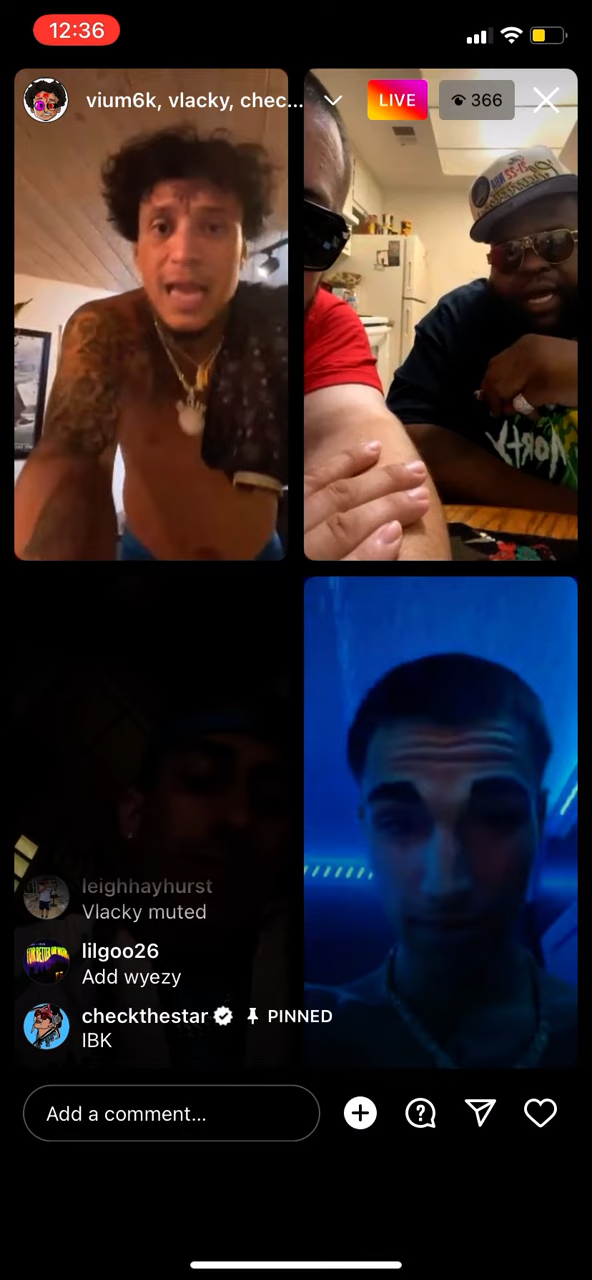 12:36
vium6k, vlacky, chec...
LIVE
366
leighhayhurst
Vlacky muted
lilgoo26
Add wyezy
checkthestar PINNED
IBK
Add a comment...